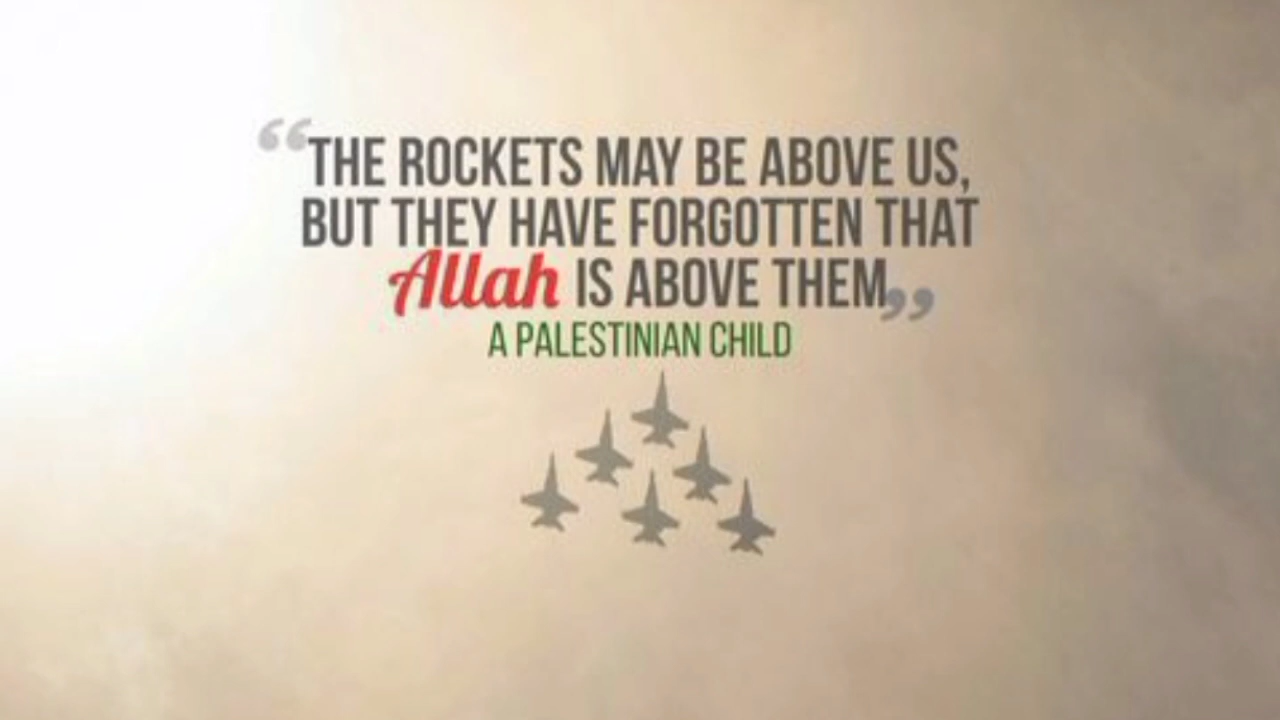 “THE ROCKETS MAY BE ABOVE US,
BUT THEY HAVE FORGOTTEN THAT
Allah IS ABOVE THEM”
A PALESTINIAN CHILD